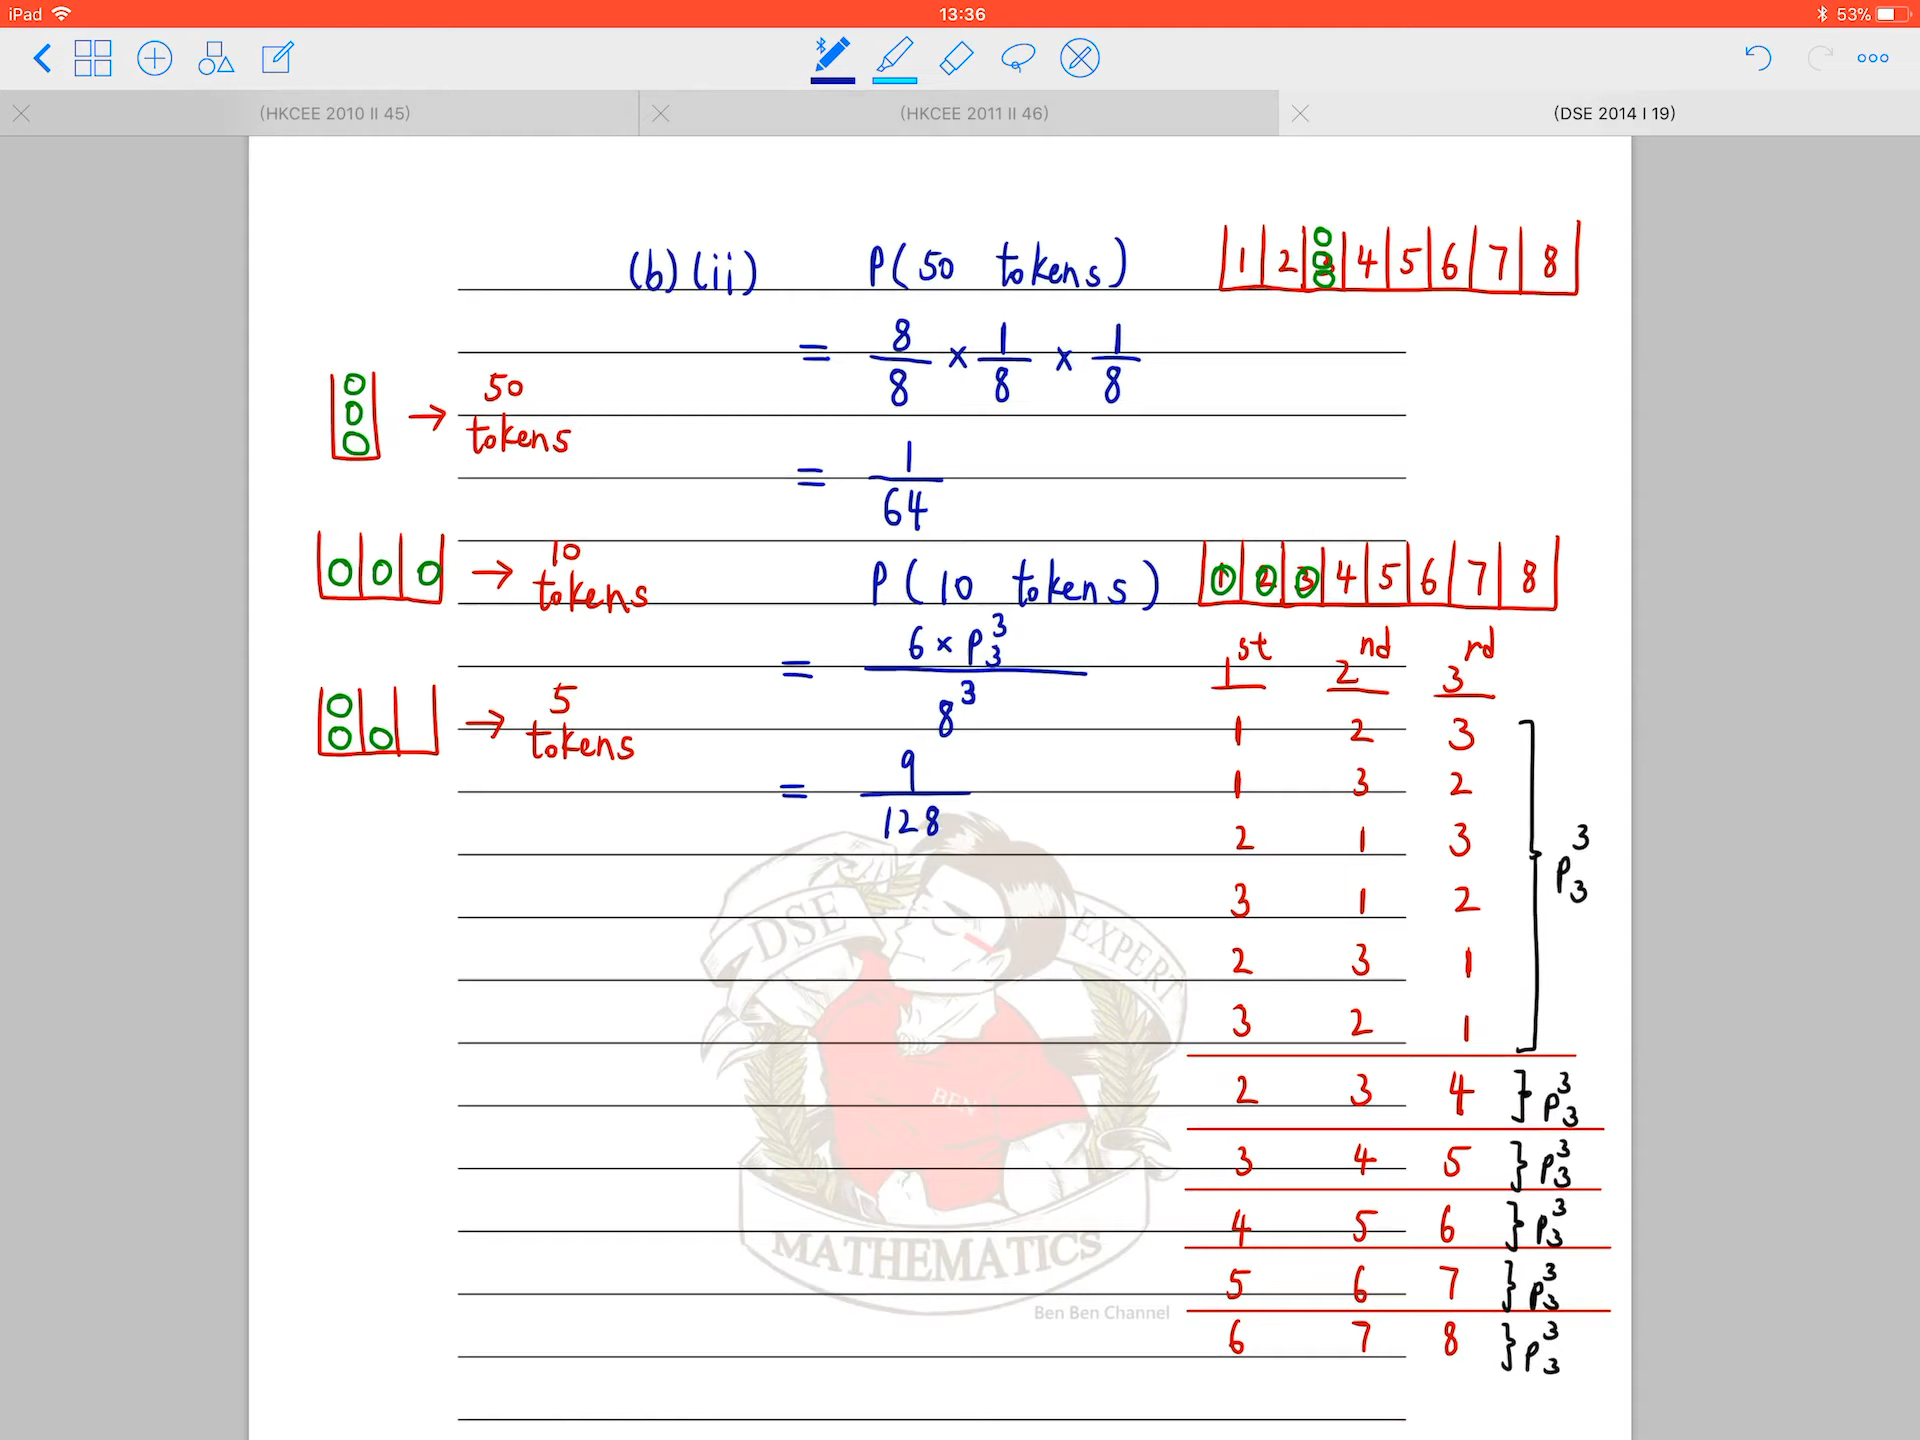 iPad 13:36 53%
(HKCEE 2010 II 45) (HKCEE 2011 II 46) (DSE 2014 I 19)
(b) (ii) P( 50 tokens ) 1 2 3 4 5 6 7 8
= 8/8 × 1/8 × 1/8
→ 50 tokens
= 1/64
→ 10 tokens
P( 10 tokens ) 1 2 3 4 5 6 7 8
= 6 × P³₃ / 8³
→ 5 tokens
= 9/128
1st 2nd 3rd
1 2 3
1 3 2
2 1 3
3 1 2
2 3 1
3 2 1
} P³₃
2 3 4 } P³₃
3 4 5 } P³₃
4 5 6 } P³₃
5 6 7 } P³₃
6 7 8 } P³₃
DSE EXPERT
BEN
MATHEMATICS
Ben Ben Channel